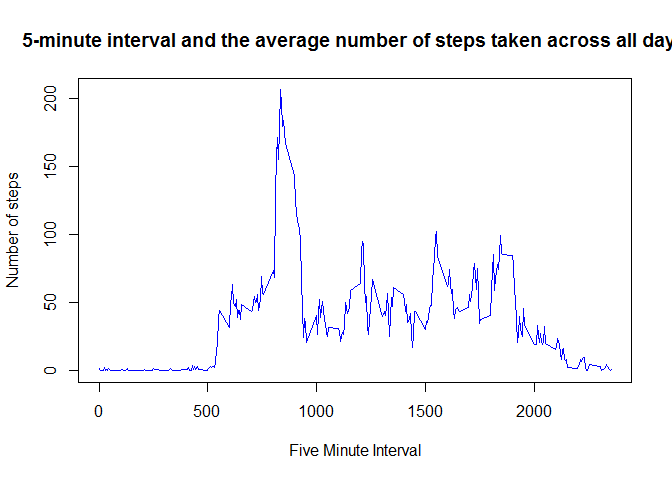 5-minute interval and the average number of steps taken across all day
Number of steps
200
150
100
50
0
0 500 1000 1500 2000
Five Minute Interval